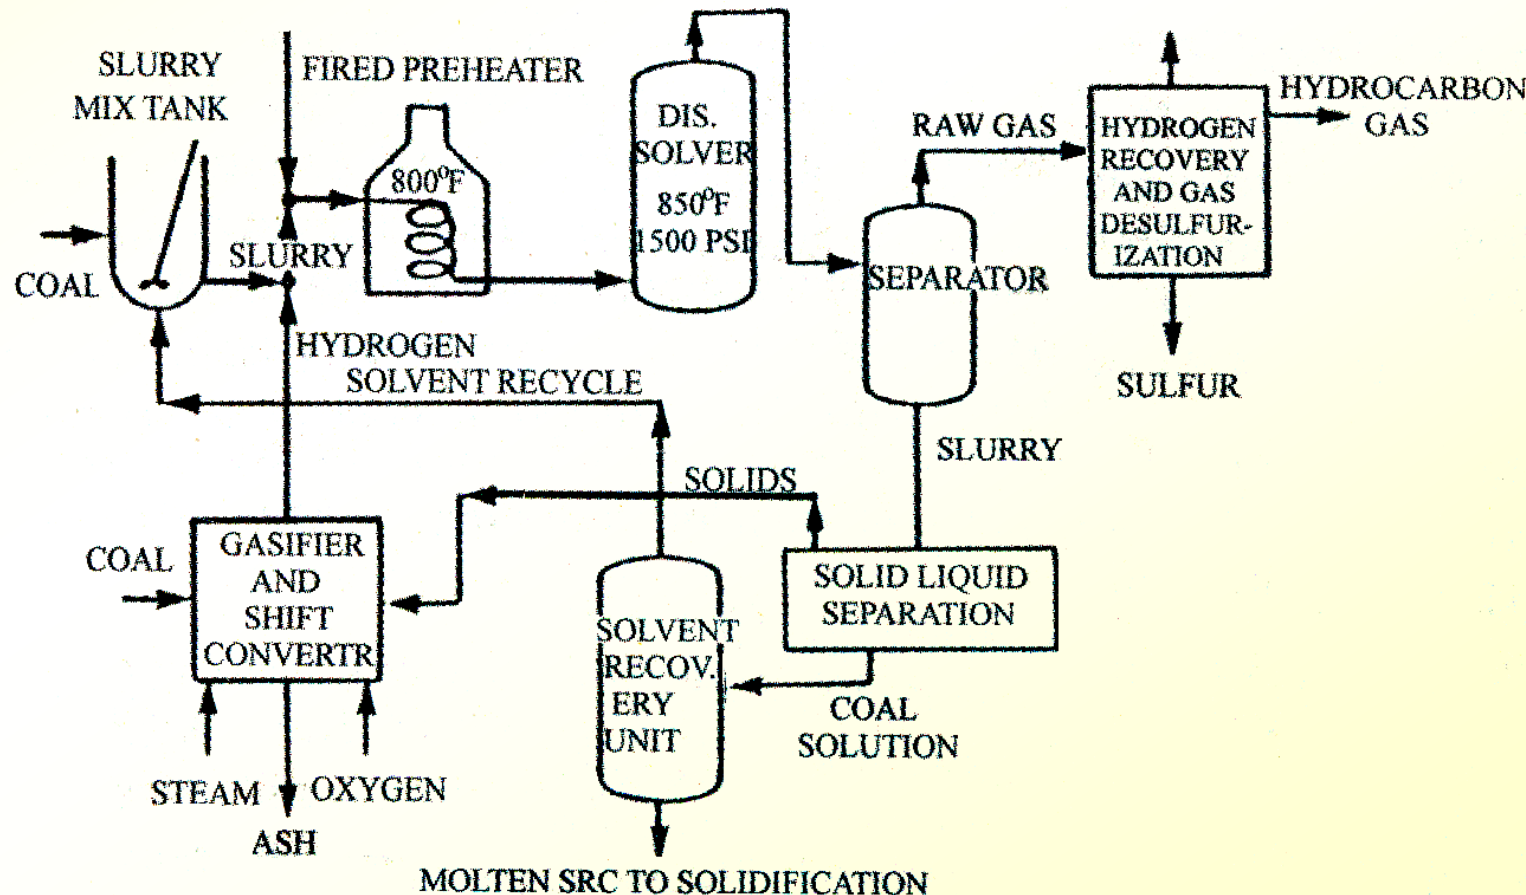 SLURRY
MIX TANK
FIRED PREHEATER
800⁰F
COAL
SLURRY
HYDROGEN
SOLVENT RECYCLE
DIS.
SOLVER
850⁰F
1500 PSI
RAW GAS
SEPARATOR
HYDROGEN
RECOVERY
AND GAS
DESULFUR-
IZATION
HYDROCARBON
GAS
SULFUR
SLURRY
SOLIDS
SOLID LIQUID
SEPARATION
COAL
SOLUTION
COAL
GASIFIER
AND
SHIFT
CONVERTR
STEAM
OXYGEN
ASH
SOLVENT
RECOV.
ERY
UNIT
MOLTEN SRC TO SOLIDIFICATION